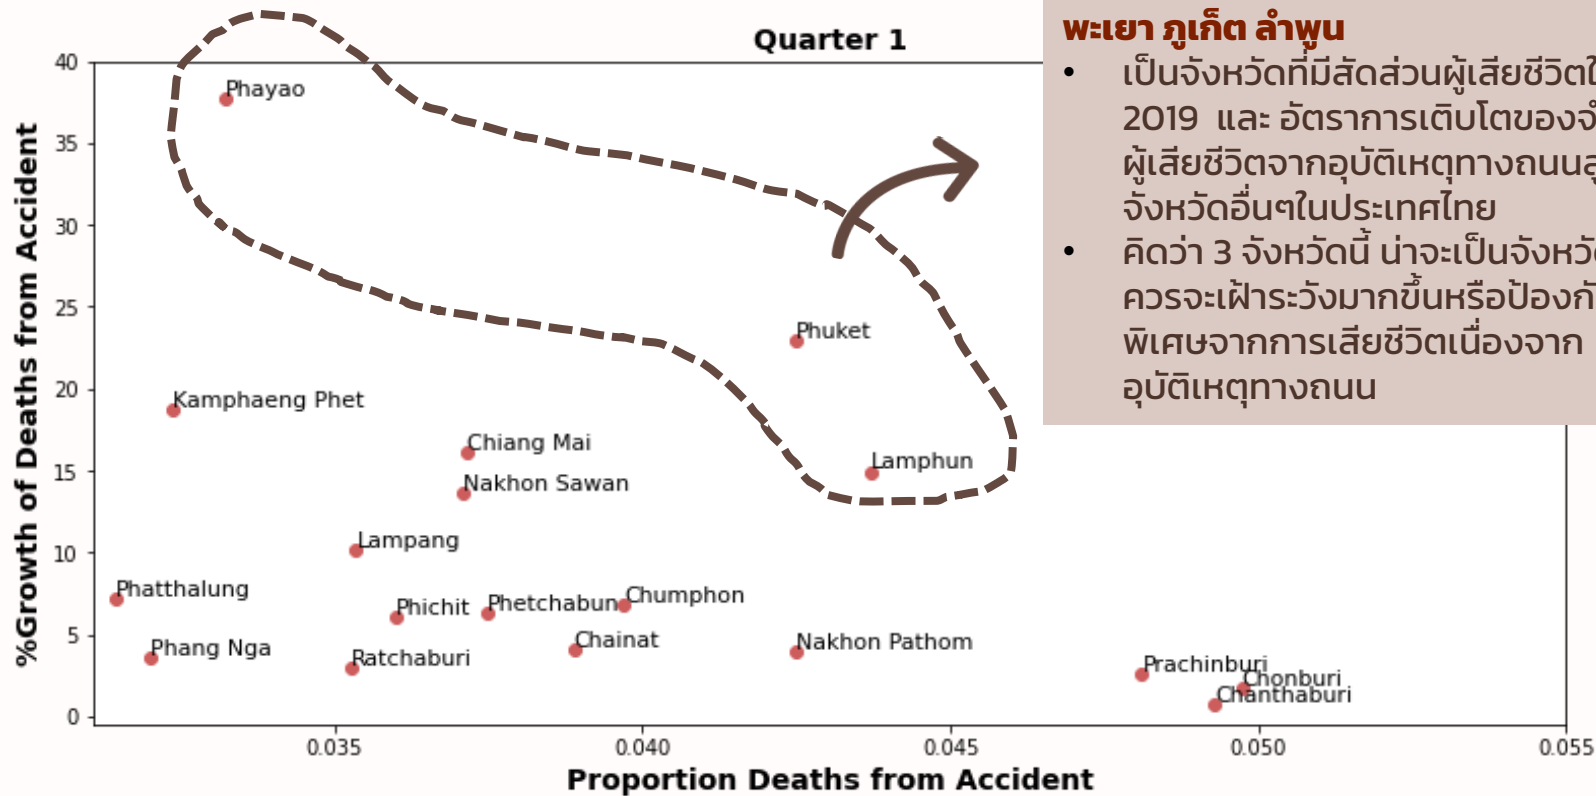 Quarter 1
พะเยา ภูเก็ต ลำพูน
• เป็นจังหวัดที่มีสัดส่วนผู้เสียชีวิตใ
2019 และ อัตราการเติบโตของจำ
ผู้เสียชีวิตจากอุบัติเหตุทางถนนสู
จังหวัดอื่นๆในประเทศไทย
• คิดว่า 3 จังหวัดนี้ น่าจะเป็นจังหวัด
ควรจะเฝ้าระวังมากขึ้นหรือป้องกั
พิเศษจากการเสียชีวิตเนื่องจาก
อุบัติเหตุทางถนน
%Growth of Deaths from Accident
40
35
30
25
20
15
10
5
0
Phayao
Phuket
Kamphaeng Phet
Chiang Mai
Lamphun
Nakhon Sawan
Lampang
Phatthalung
Phichit
Phetchabun
Chumphon
Phang Nga
Ratchaburi
Chainat
Nakhon Pathom
Prachinburi
Chonburi
Chanthaburi
0.035
0.040
0.045
0.050
0.055
Proportion Deaths from Accident